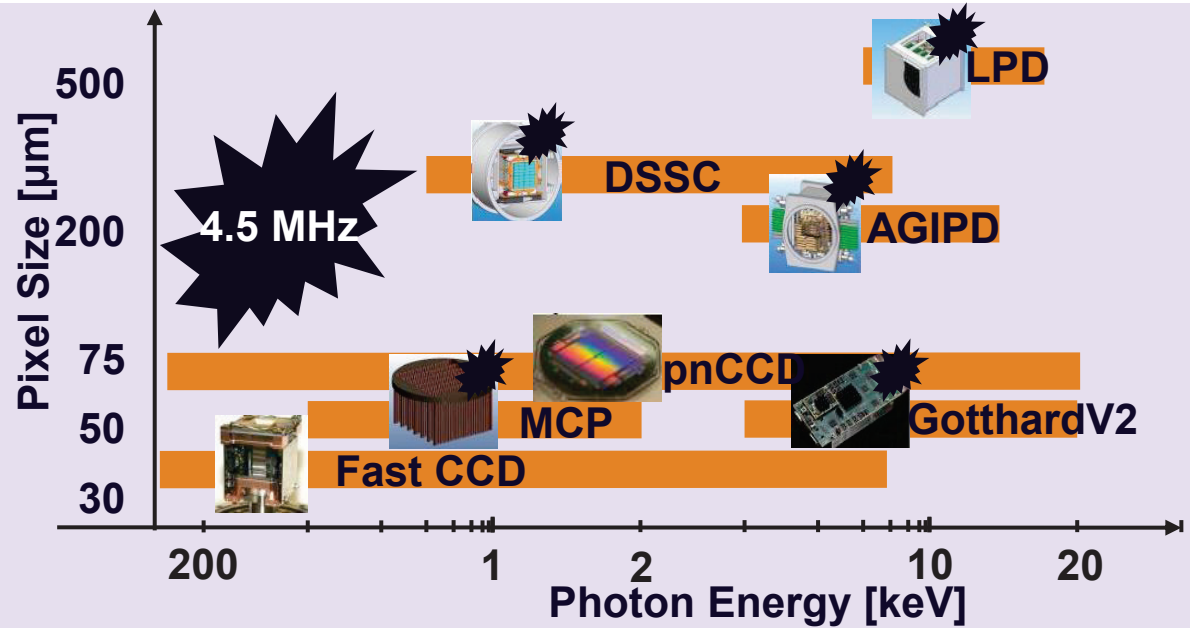 500
LPD
DSSC
4.5 MHz
200
AGIPD
Pixel Size [µm]
75
pnCCD
50
MCP
GotthardV2
Fast CCD
30
200
1
2
10
20
Photon Energy [keV]